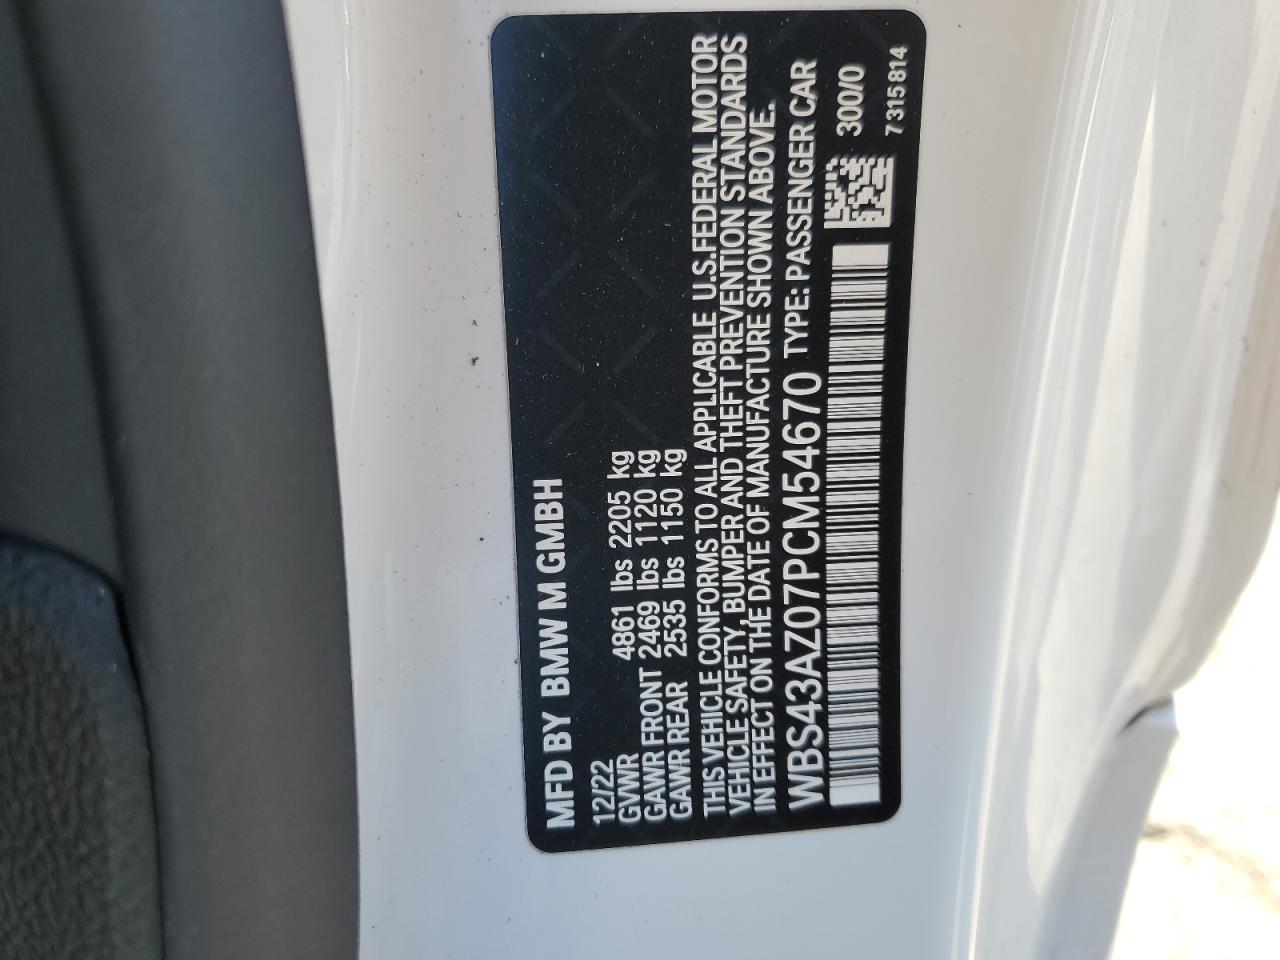 MFD BY BMW M GMBH
12/22
GVWR 4861 lbs 2205 kg
GAWR FRONT 2469 lbs 1120 kg
GAWR REAR 2535 lbs 1150 kg
THIS VEHICLE CONFORMS TO ALL APPLICABLE U.S.FEDERAL MOTOR
VEHICLE SAFETY, BUMPER AND THEFT PREVENTION STANDARDS
IN EFFECT ON THE DATE OF MANUFACTURE SHOWN ABOVE.
WBS43AZ07PCM54670 TYPE: PASSENGER CAR
300/0
7 315 814